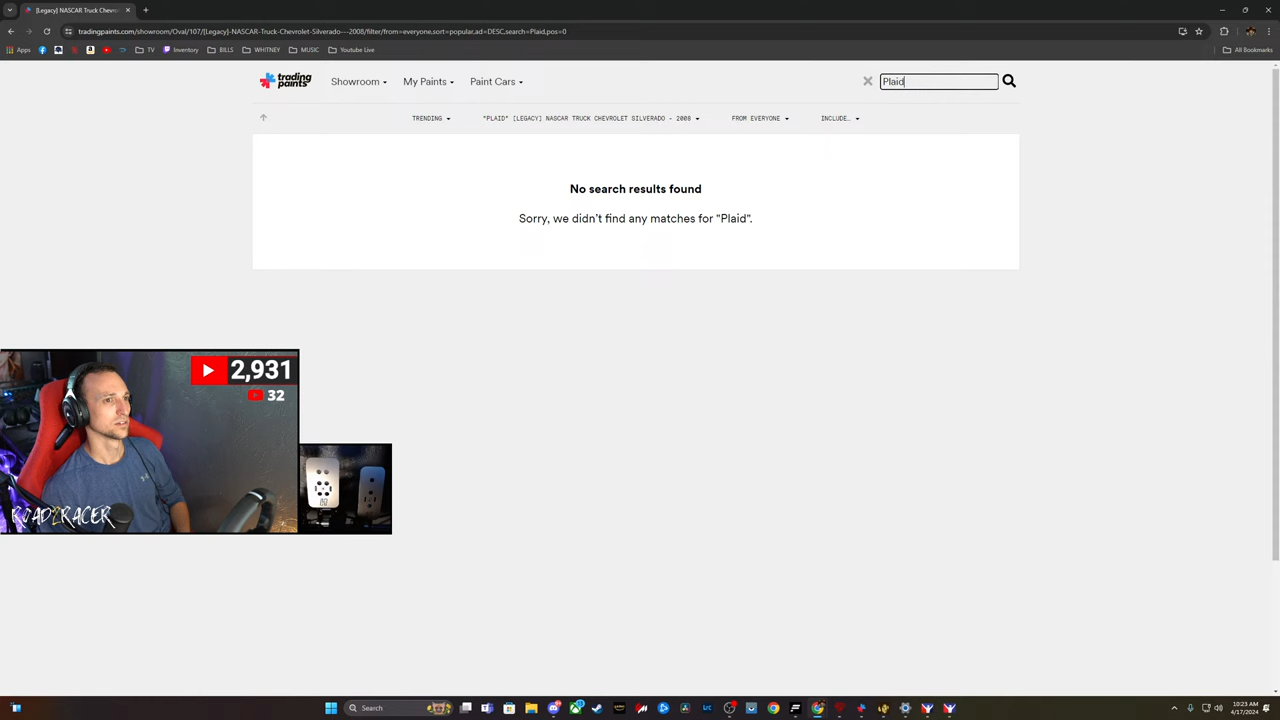 [Legacy] NASCAR Truck Chevr
tradingpaints.com/showroom/Oval/107/[Legacy]-NASCAR-Truck-Chevrolet-Silverado---2008/filter/from=everyone,sort=popular,ad=DESC,search=Plaid,pos=0
Apps TV Inventory BILLS WHITNEY MUSIC Youtube Live All Bookmarks
trading paints Showroom My Paints Paint Cars Plaid
TRENDING "PLAID" [LEGACY] NASCAR TRUCK CHEVROLET SILVERADO - 2008 FROM EVERYONE INCLUDE...
No search results found
Sorry, we didn't find any matches for "Plaid".
2,931
32
ROAD2RACER
Search
10:23 AM
4/17/2024